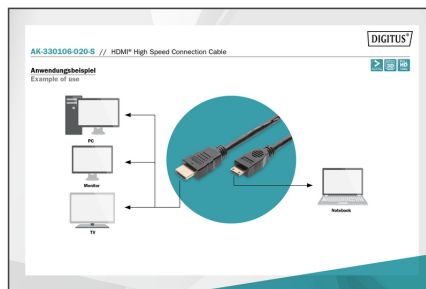 DIGITUS®
AK-330106-020-S // HDMI® High Speed Connection Cable
Anwendungsbeispiel
Example of use
PC
Monitor
TV
Notebook